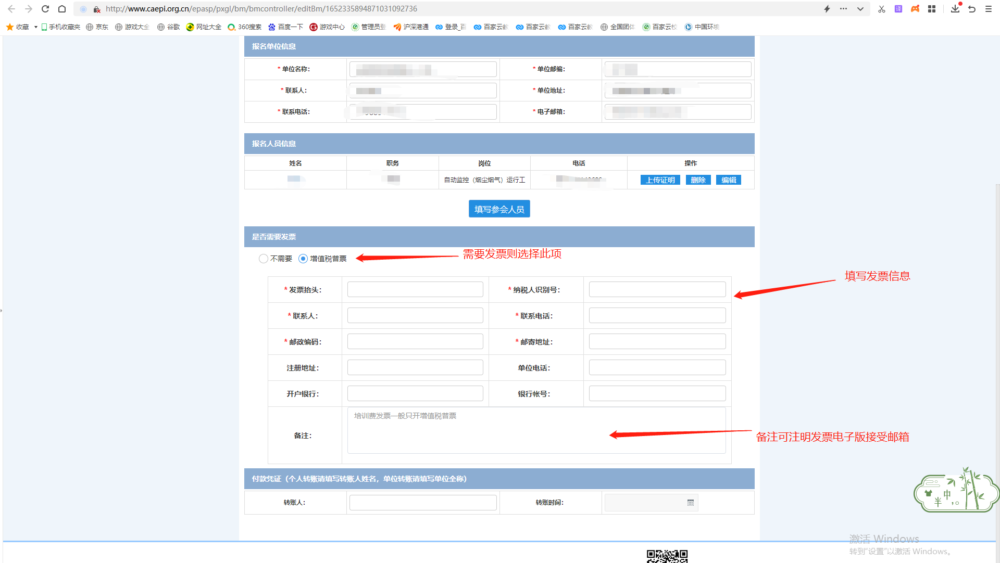 http://www.caepi.org.cn/epasp/pxgl/bm/bmcontroller/editBm/1652335894871031092736
收藏 手机收藏夹 京东 游戏大全 谷歌 网址大全 360搜索 百度一下 游戏中心 管理员登 沪深港通 登录_百 百家云教 百家云教 百家云教 全国团体 百家云校 中国环境
报名单位信息
* 单位名称: * 单位邮编:
* 联系人: * 单位地址:
* 联系电话: * 电子邮箱:
报名人员信息
姓名 职务 岗位 电话 操作
自动监控（烟尘烟气）运行工 上传证明 删除 编辑
填写参会人员
是否需要发票
不需要 增值税普票 需要发票则选择此项
填写发票信息
* 发票抬头: * 纳税人识别号:
* 联系人: * 联系电话:
* 邮政编码: * 邮寄地址:
注册地址: 单位电话:
开户银行: 银行帐号:
培训费发票一般只开增值税普票
备注: 备注可注明发票电子版接受邮箱
付款凭证（个人转账请填写转账人姓名，单位转账请填写单位全称）
转账人: 转账时间:
中
半
激活 Windows
转到"设置"以激活 Windows。